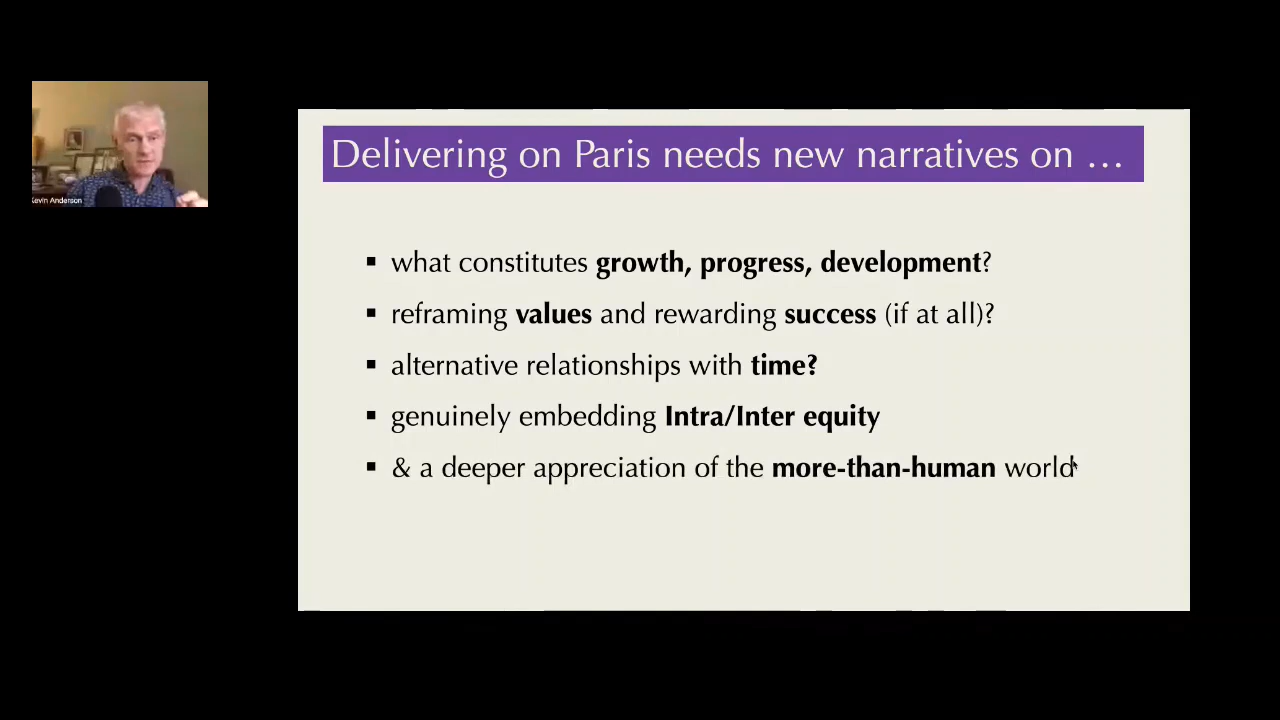 Kevin Anderson
Delivering on Paris needs new narratives on …
▪ what constitutes growth, progress, development?
▪ reframing values and rewarding success (if at all)?
▪ alternative relationships with time?
▪ genuinely embedding Intra/Inter equity
▪ & a deeper appreciation of the more-than-human world